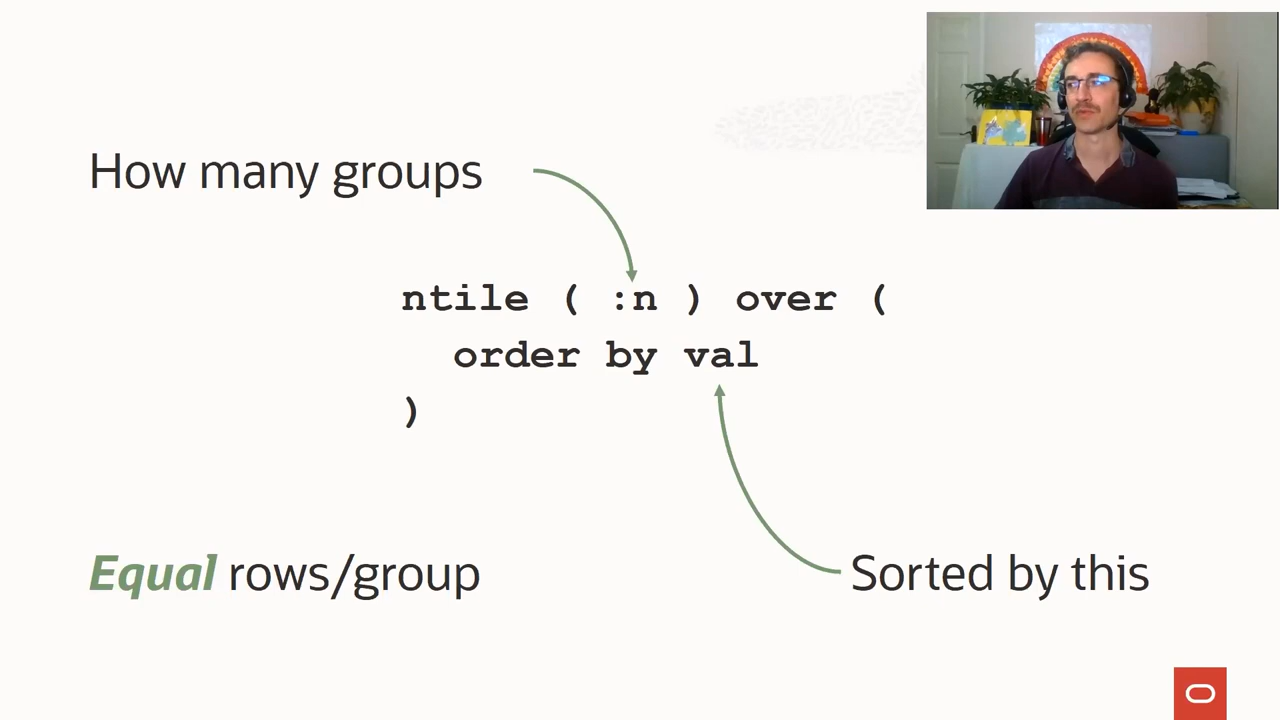 How many groups
ntile ( :n ) over (
order by val
)
Equal rows/group
Sorted by this